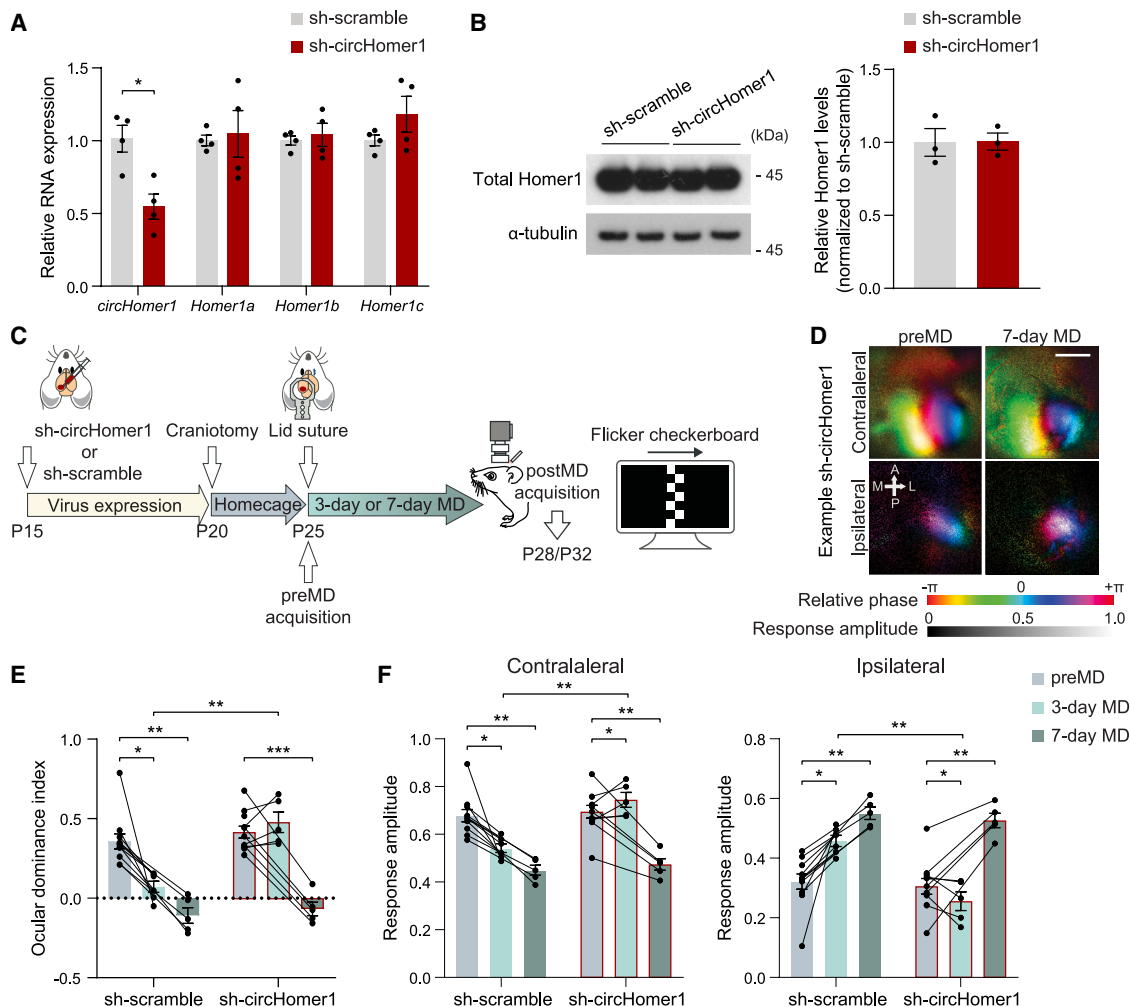 A
sh-scramble
sh-circHomer1
Relative RNA expression
*
1.5
1.0
0.5
0.0
circHomer1
Homer1a
Homer1b
Homer1c
B
sh-scramble
sh-circHomer1
(kDa)
Total Homer1
- 45
α-tubulin
- 45
sh-scramble
sh-circHomer1
Relative Homer1 levels
(normalized to sh-scramble)
1.5
1.0
0.5
0.0
C
sh-circHomer1
or
sh-scramble
Craniotomy
Lid suture
Virus expression
Homecage
3-day or 7-day MD
P15
P20
P25
preMD
acquisition
postMD
acquisition
P28/P32
Flicker checkerboard
D
preMD
7-day MD
Example sh-circHomer1
Contralaleral
Ipsilateral
A
M
L
P
-π
0
+π
Relative phase
0
0.5
1.0
Response amplitude
E
Ocular dominance index
**
**
*
***
1.0
0.5
0.0
-0.5
sh-scramble
sh-circHomer1
F
Contralaleral
Response amplitude
**
**
*
**
*
1.0
0.8
0.6
0.4
0.2
0.0
sh-scramble
sh-circHomer1
Ipsilateral
Response amplitude
**
**
*
**
*
0.8
0.6
0.4
0.2
0.0
sh-scramble
sh-circHomer1
preMD
3-day MD
7-day MD